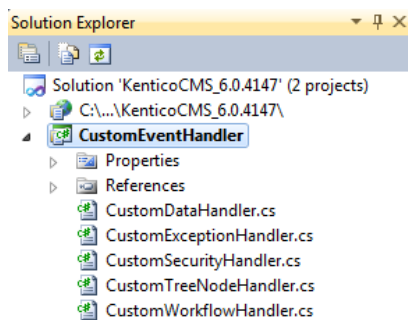 Solution Explorer
Solution 'KenticoCMS_6.0.4147' (2 projects)
C:\...\KenticoCMS_6.0.4147\
CustomEventHandler
Properties
References
CustomDataHandler.cs
CustomExceptionHandler.cs
CustomSecurityHandler.cs
CustomTreeNodeHandler.cs
CustomWorkflowHandler.cs